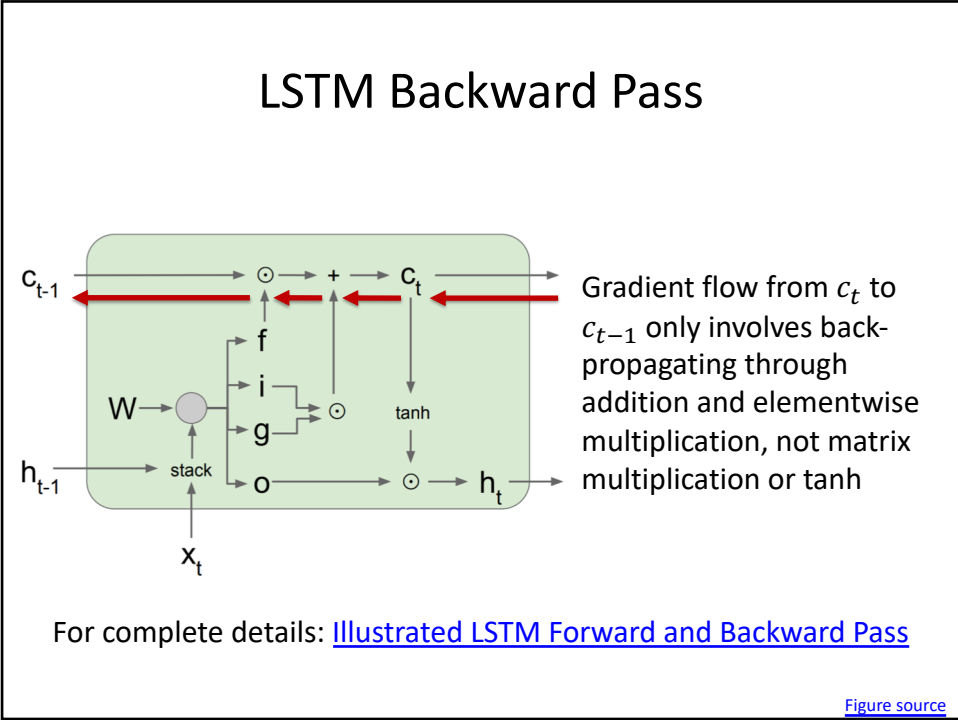 LSTM Backward Pass
c_{t-1} ⊙ + c_t
f
i
W ⊙ tanh
g
h_{t-1} stack o ⊙ h_t
x_t
Gradient flow from 𝑐_𝑡 to
𝑐_{𝑡−1} only involves back-
propagating through
addition and elementwise
multiplication, not matrix
multiplication or tanh
For complete details: Illustrated LSTM Forward and Backward Pass
Figure source